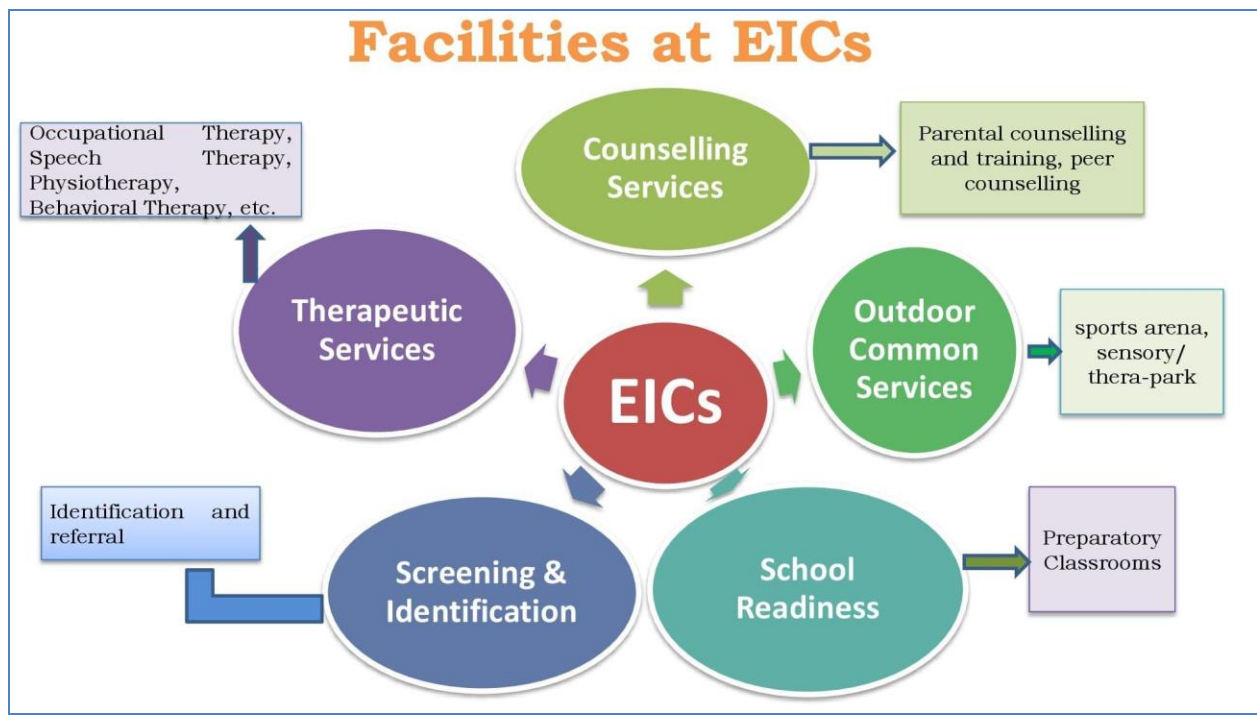 Facilities at EICs
Occupational Therapy,
Speech Therapy,
Physiotherapy,
Behavioral Therapy, etc.
Counselling
Services
Parental counselling
and training, peer
counselling
Therapeutic
Services
EICs
Outdoor
Common
Services
sports arena,
sensory/
thera-park
Identification and
referral
Screening &
Identification
School
Readiness
Preparatory
Classrooms